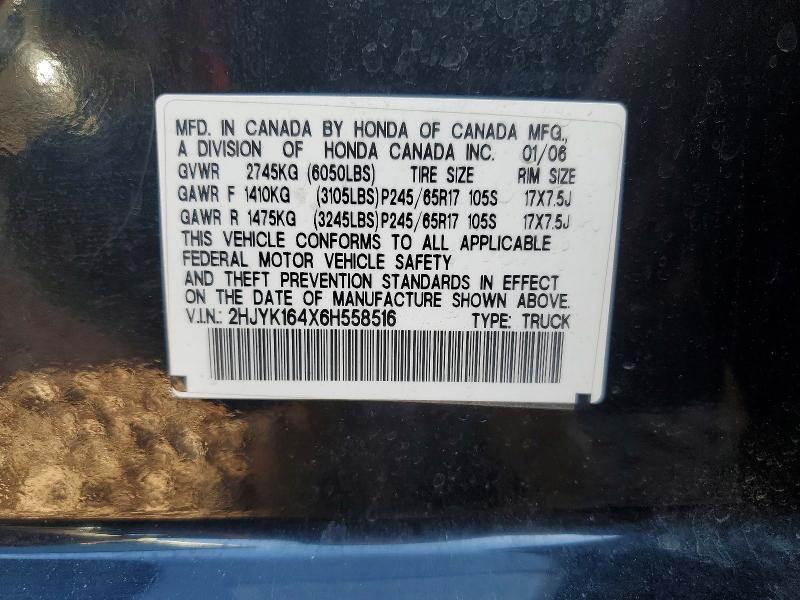 MFD. IN CANADA BY HONDA OF CANADA MFG.,
A DIVISION OF HONDA CANADA INC. 01/06
GVWR 2745KG (6050LBS) TIRE SIZE RIM SIZE
GAWR F 1410KG (3105LBS)P245/65R17 105S 17X7.5J
GAWR R 1475KG (3245LBS)P245/65R17 105S 17X7.5J
THIS VEHICLE CONFORMS TO ALL APPLICABLE
FEDERAL MOTOR VEHICLE SAFETY
AND THEFT PREVENTION STANDARDS IN EFFECT
ON THE DATE OF MANUFACTURE SHOWN ABOVE.
V.I.N.: 2HJYK164X6H558516 TYPE: TRUCK